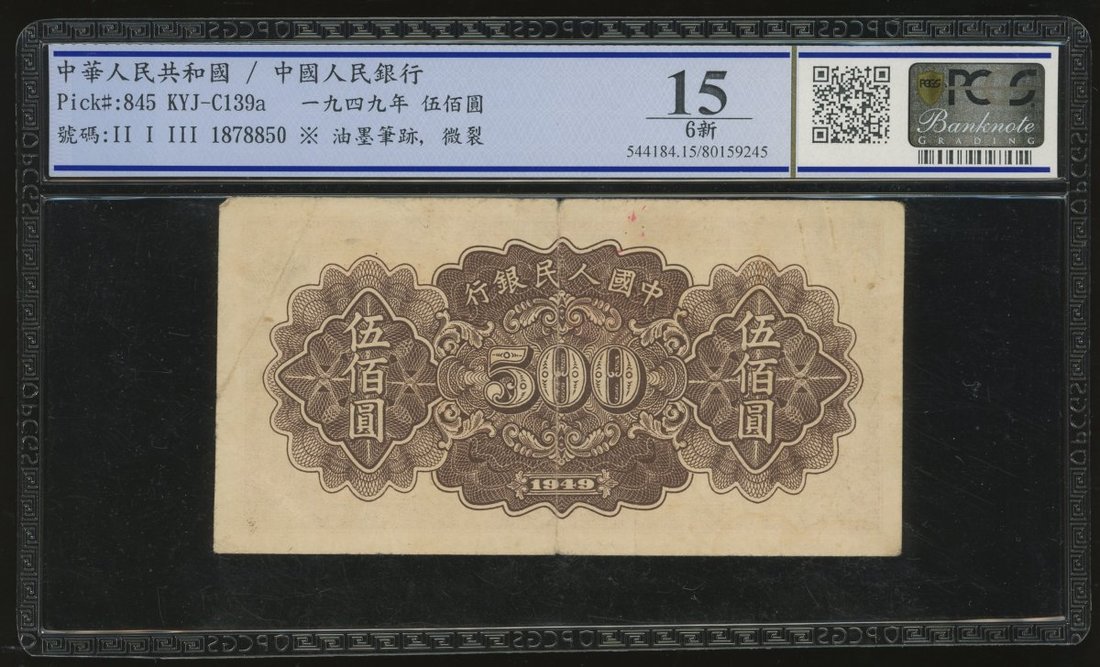 中華人民共和國 / 中國人民銀行
Pick#:845 KYJ-C139a 一九四九年 伍佰圓
號碼:II I III 1878850 ※ 油墨筆跡, 微裂
15
6新
544184.15/80159245
PCGS
PCGS
Banknote
GRADING
行銀民人國中
伍佰圓
500
伍佰圓
1949